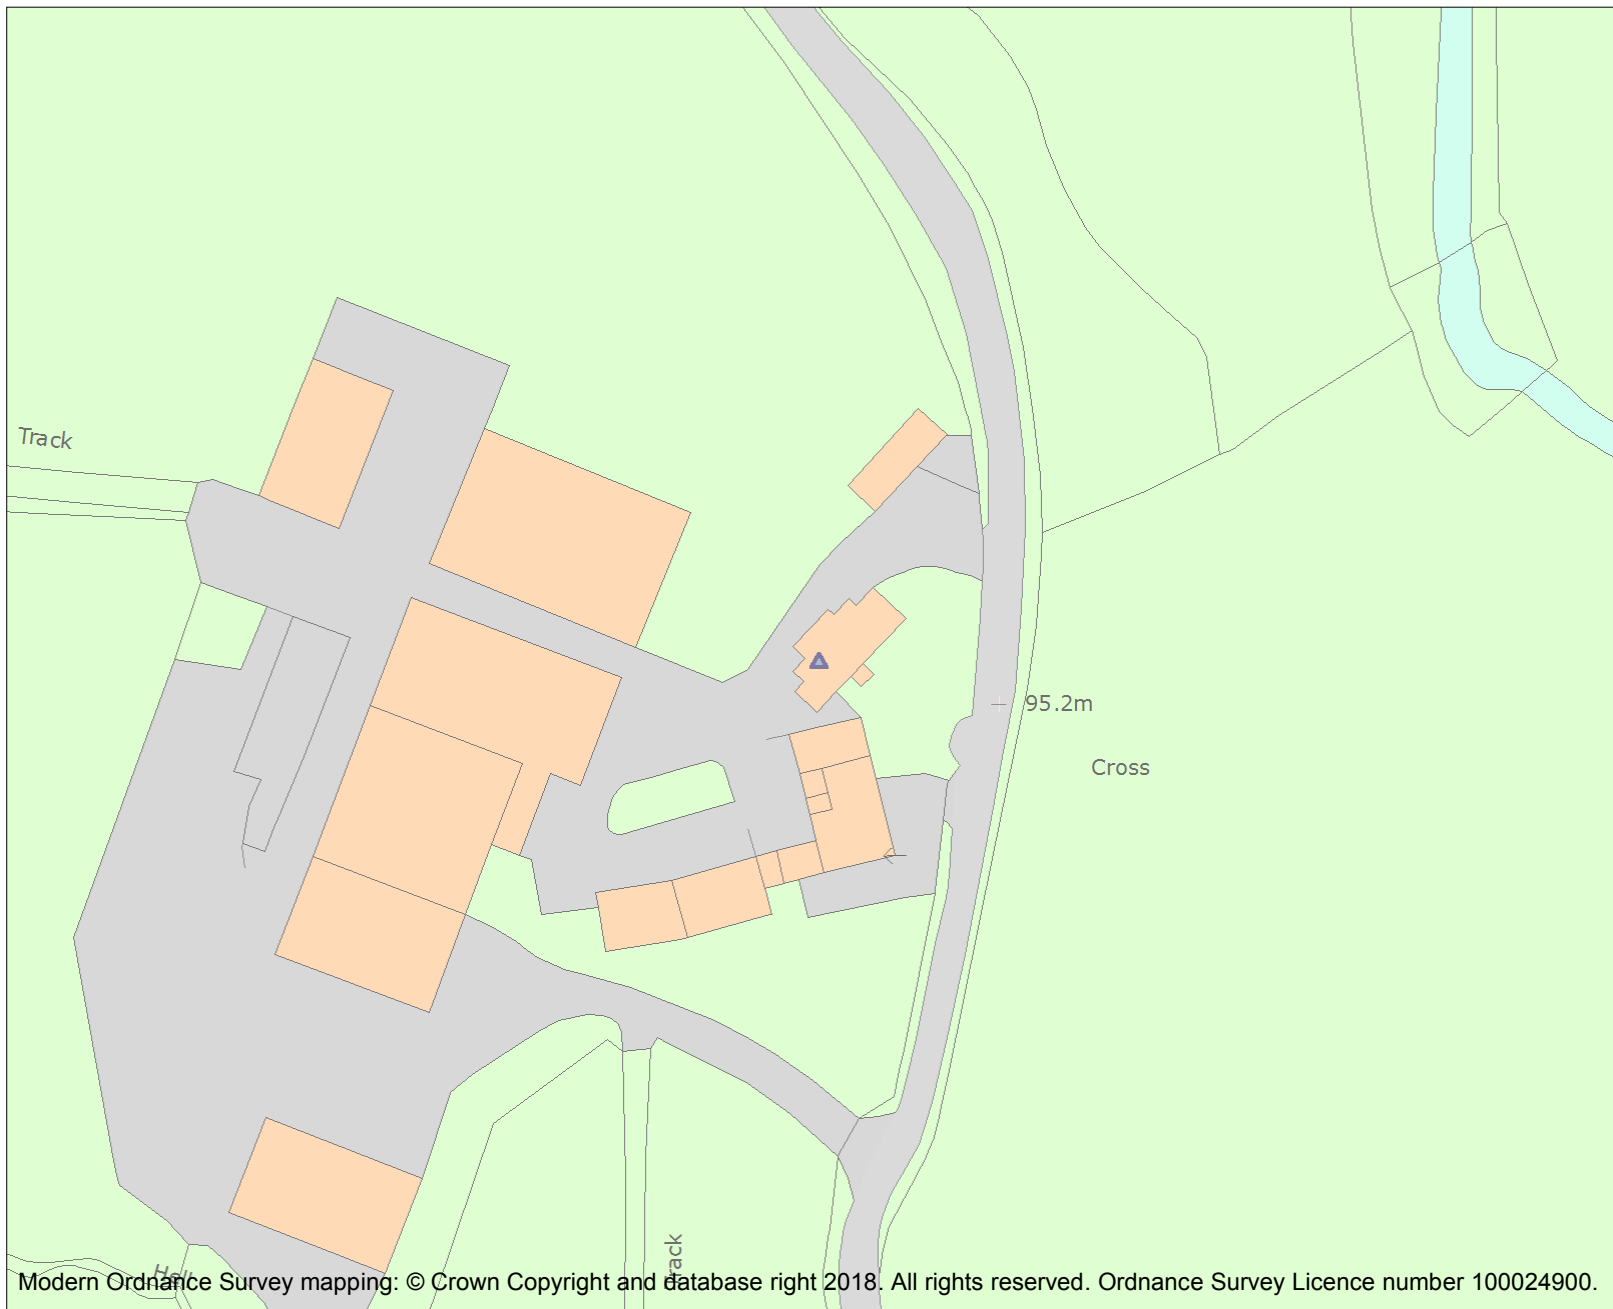 Track
95.2m
Cross
Track
Modern Ordnance Survey mapping: © Crown Copyright and database right 2018. All rights reserved. Ordnance Survey Licence number 100024900.